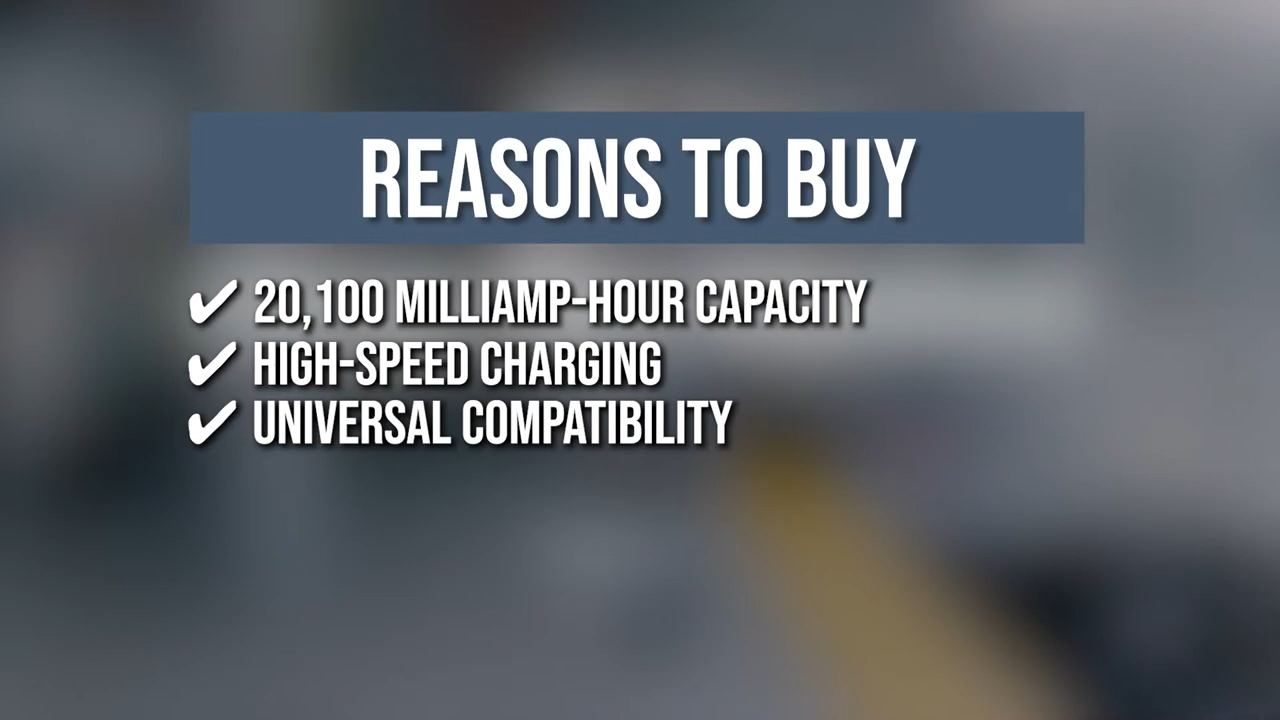 REASONS TO BUY
✔ 20,100 MILLIAMP-HOUR CAPACITY
✔ HIGH-SPEED CHARGING
✔ UNIVERSAL COMPATIBILITY